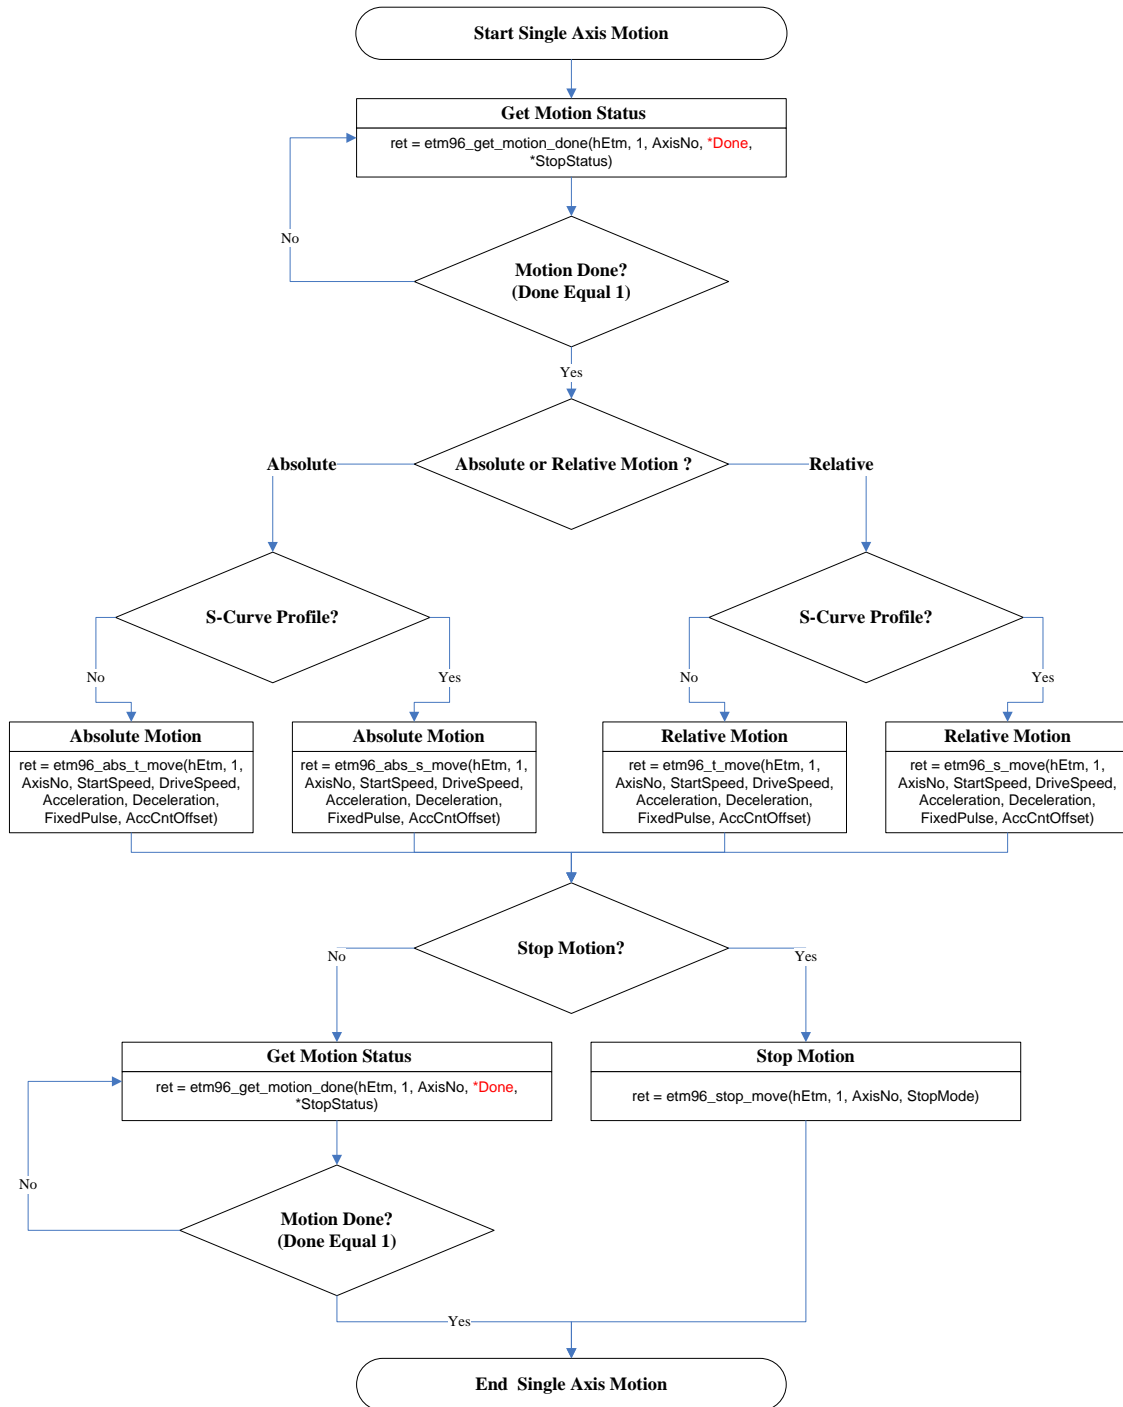 Start Single Axis Motion
Get Motion Status
ret = etm96_get_motion_done(hEtm, 1, AxisNo, *Done,
*StopStatus)
No
Motion Done?
(Done Equal 1)
Yes
Absolute or Relative Motion ?
Absolute
Relative
S-Curve Profile?
S-Curve Profile?
No
Yes
No
Yes
Absolute Motion
ret = etm96_abs_t_move(hEtm, 1,
AxisNo, StartSpeed, DriveSpeed,
Acceleration, Deceleration,
FixedPulse, AccCntOffset)
Absolute Motion
ret = etm96_abs_s_move(hEtm, 1,
AxisNo, StartSpeed, DriveSpeed,
Acceleration, Deceleration,
FixedPulse, AccCntOffset)
Relative Motion
ret = etm96_t_move(hEtm, 1,
AxisNo, StartSpeed, DriveSpeed,
Acceleration, Deceleration,
FixedPulse, AccCntOffset)
Relative Motion
ret = etm96_s_move(hEtm, 1,
AxisNo, StartSpeed, DriveSpeed,
Acceleration, Deceleration,
FixedPulse, AccCntOffset)
Stop Motion?
No
Yes
Get Motion Status
ret = etm96_get_motion_done(hEtm, 1, AxisNo, *Done,
*StopStatus)
Stop Motion
ret = etm96_stop_move(hEtm, 1, AxisNo, StopMode)
No
Motion Done?
(Done Equal 1)
Yes
End  Single Axis Motion